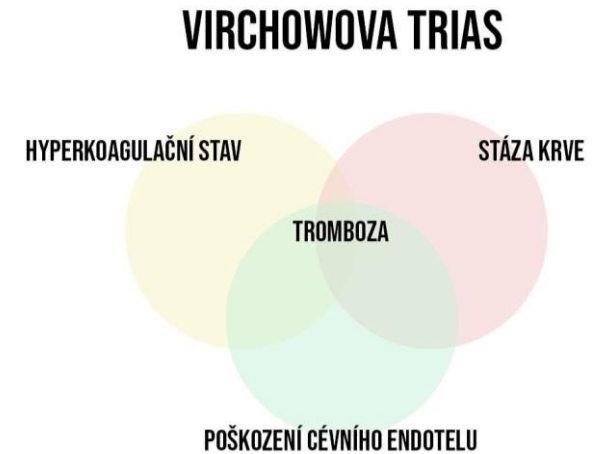 VIRCHOWOVA TRIAS
HYPERKOAGULAČNÍ STAV
STÁZA KRVE
TROMBOZA
POŠKOZENÍ CÉVNÍHO ENDOTELU